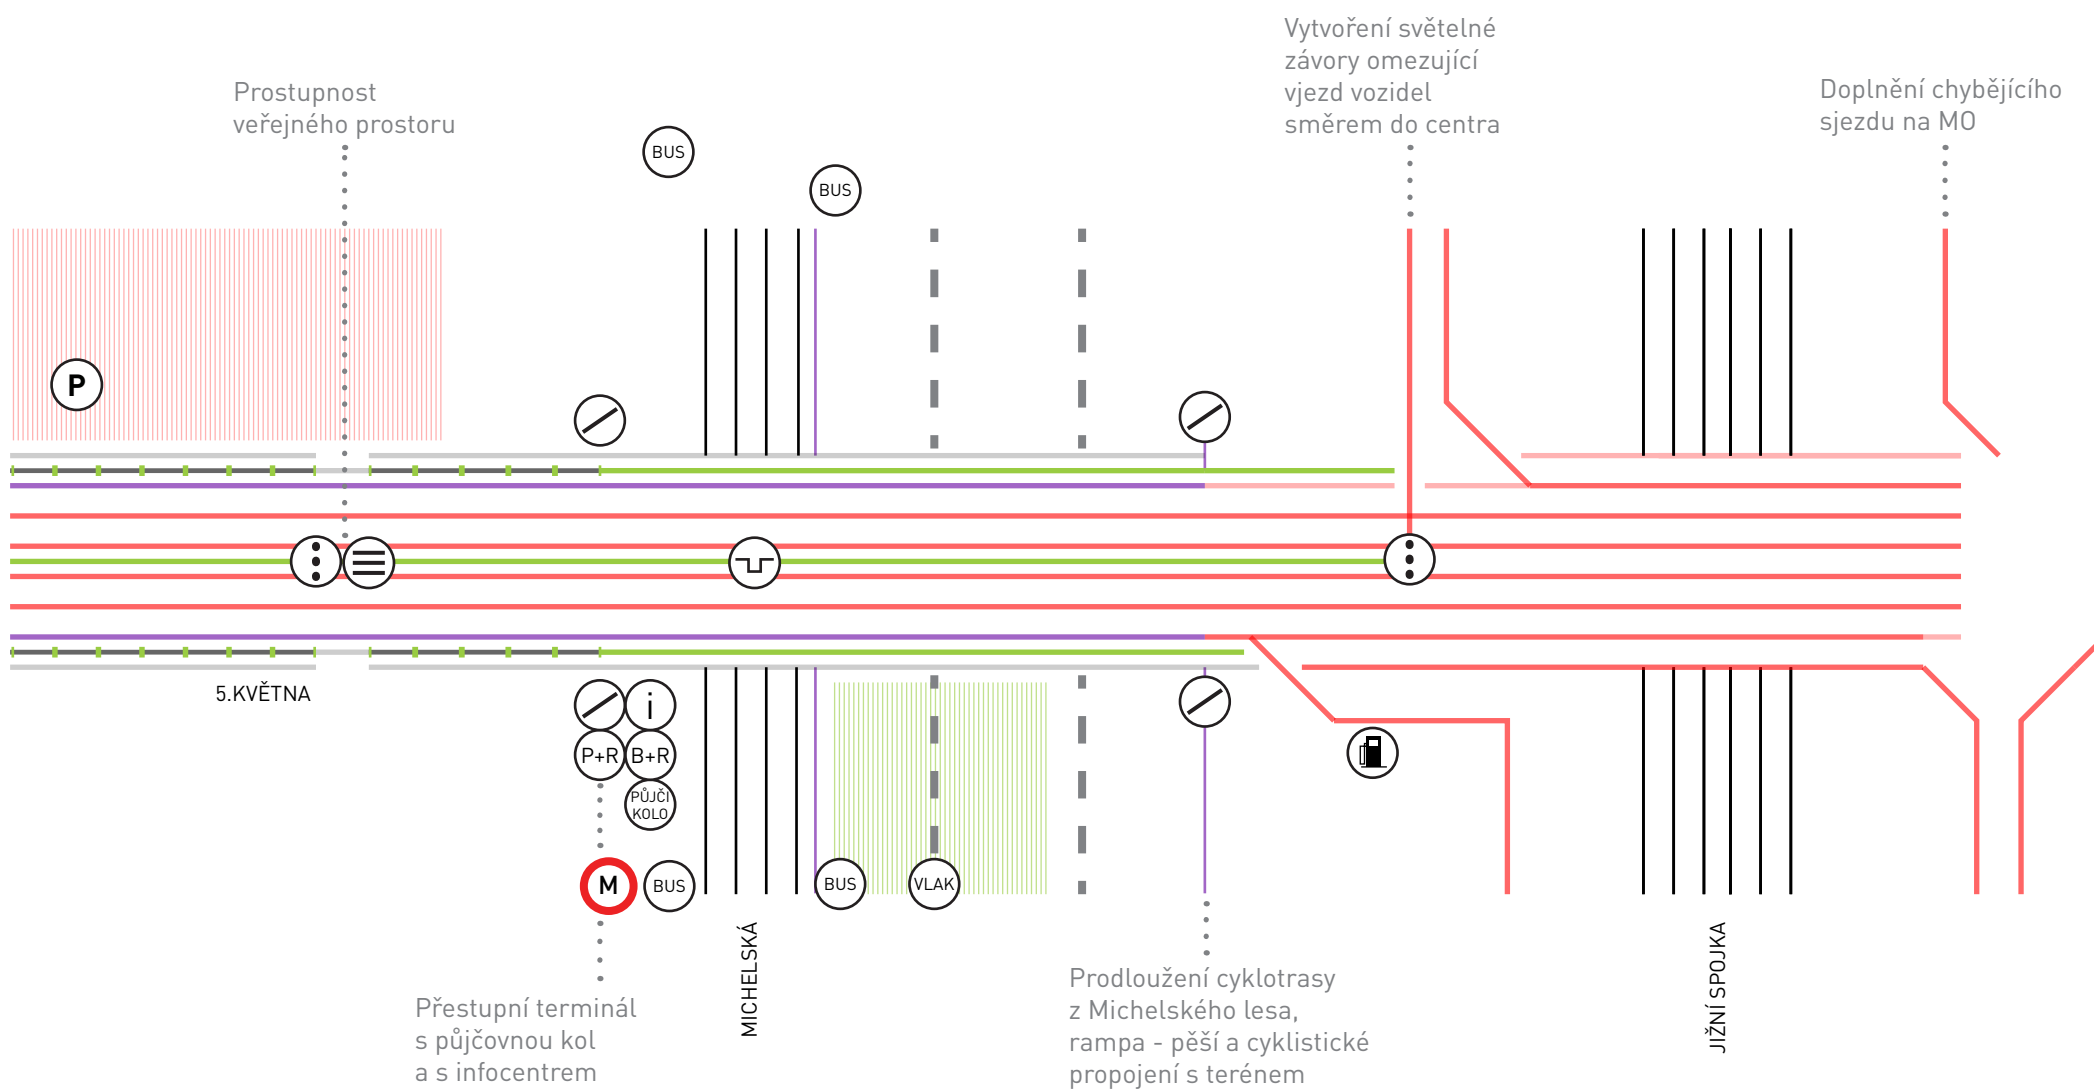 Vytvoření světelné
závory omezující
vjezd vozidel
směrem do centra
Prostupnost
veřejného prostoru
Doplnění chybějícího
sjezdu na MO
BUS
BUS
P
5.KVĚTNA
i
P+R
B+R
PŮJČ
KOLO
M
BUS
BUS
VLAK
MICHELSKÁ
JIŽNÍ SPOJKA
Přestupní terminál
s půjčovnou kol
a s infocentrem
Prodloužení cyklotrasy
z Michelského lesa,
rampa - pěší a cyklistické
propojení s terénem